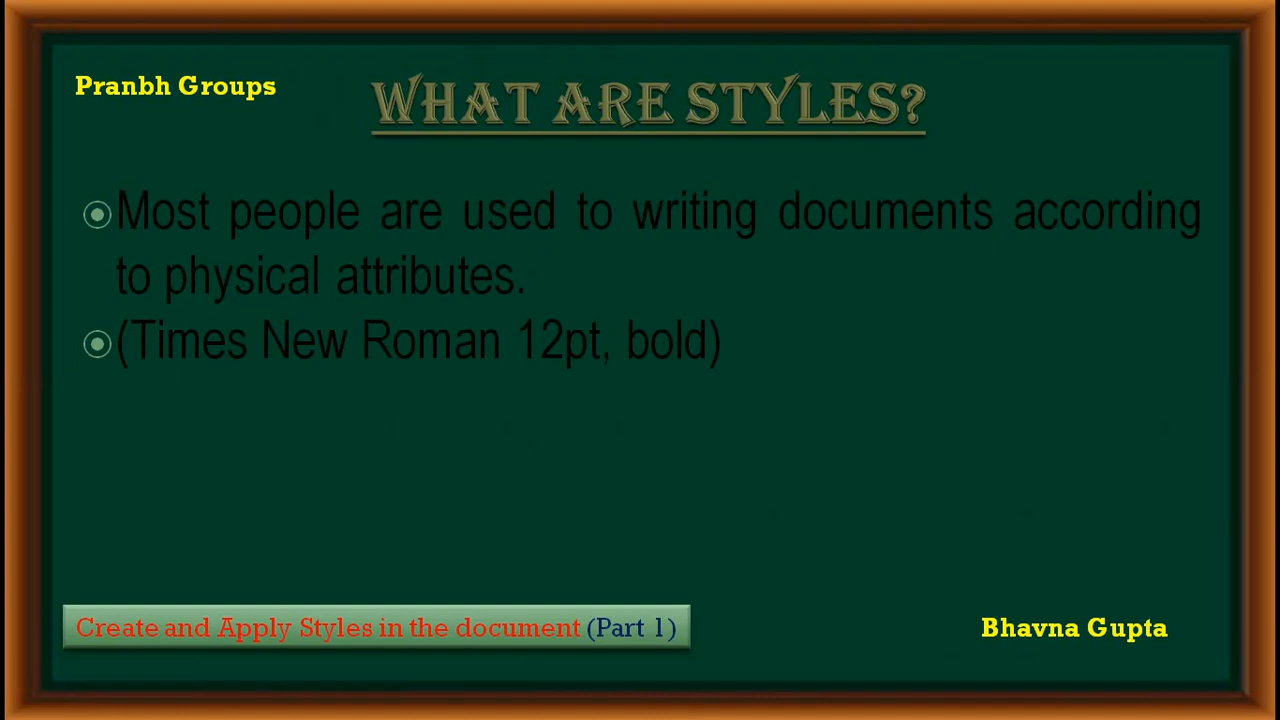 Pranbh Groups
WHAT ARE STYLES?
Most people are used to writing documents according
to physical attributes.
(Times New Roman 12pt, bold)
Create and Apply Styles in the document (Part 1)
Bhavna Gupta